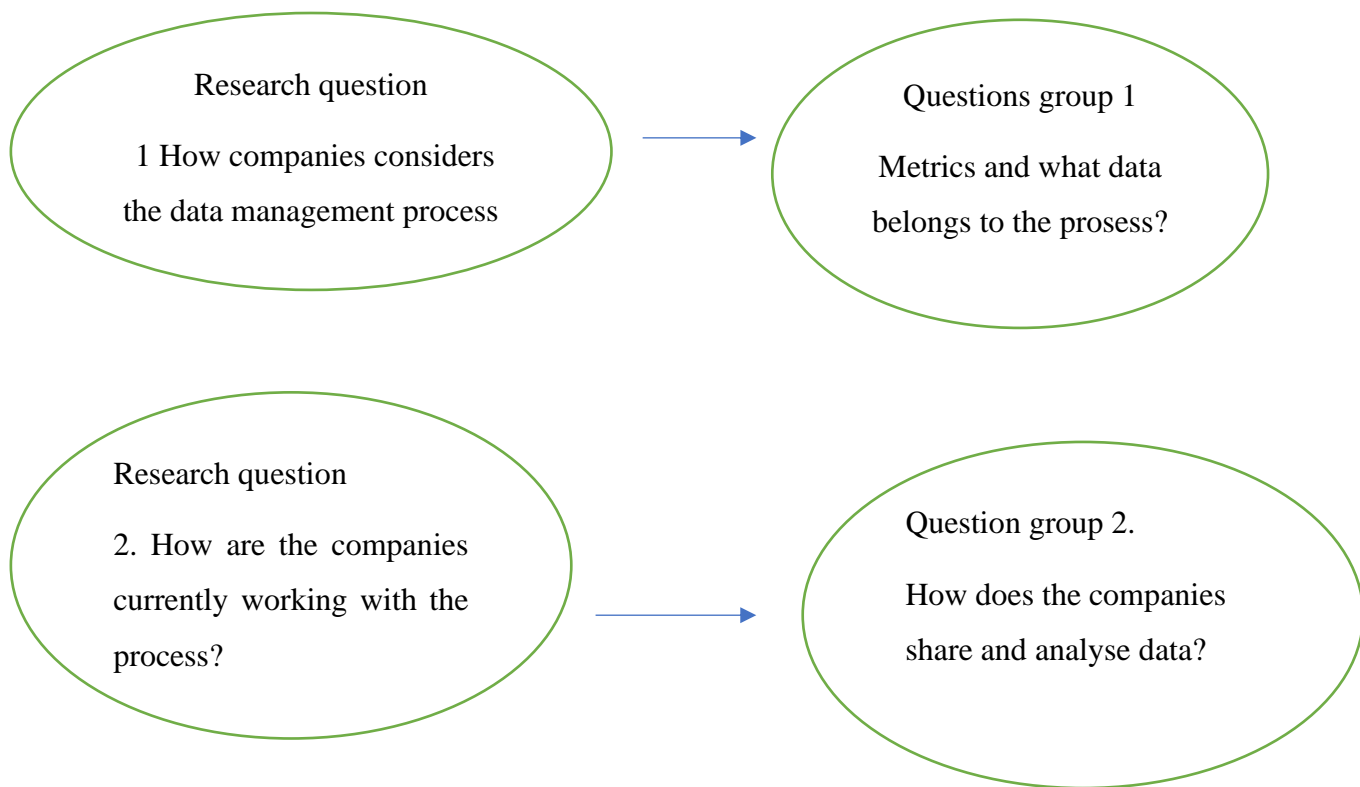 Research question
1 How companies considers
the data management process
Questions group 1
Metrics and what data
belongs to the prosess?
Research question
2. How are the companies
currently working with the
process?
Question group 2.
How does the companies
share and analyse data?